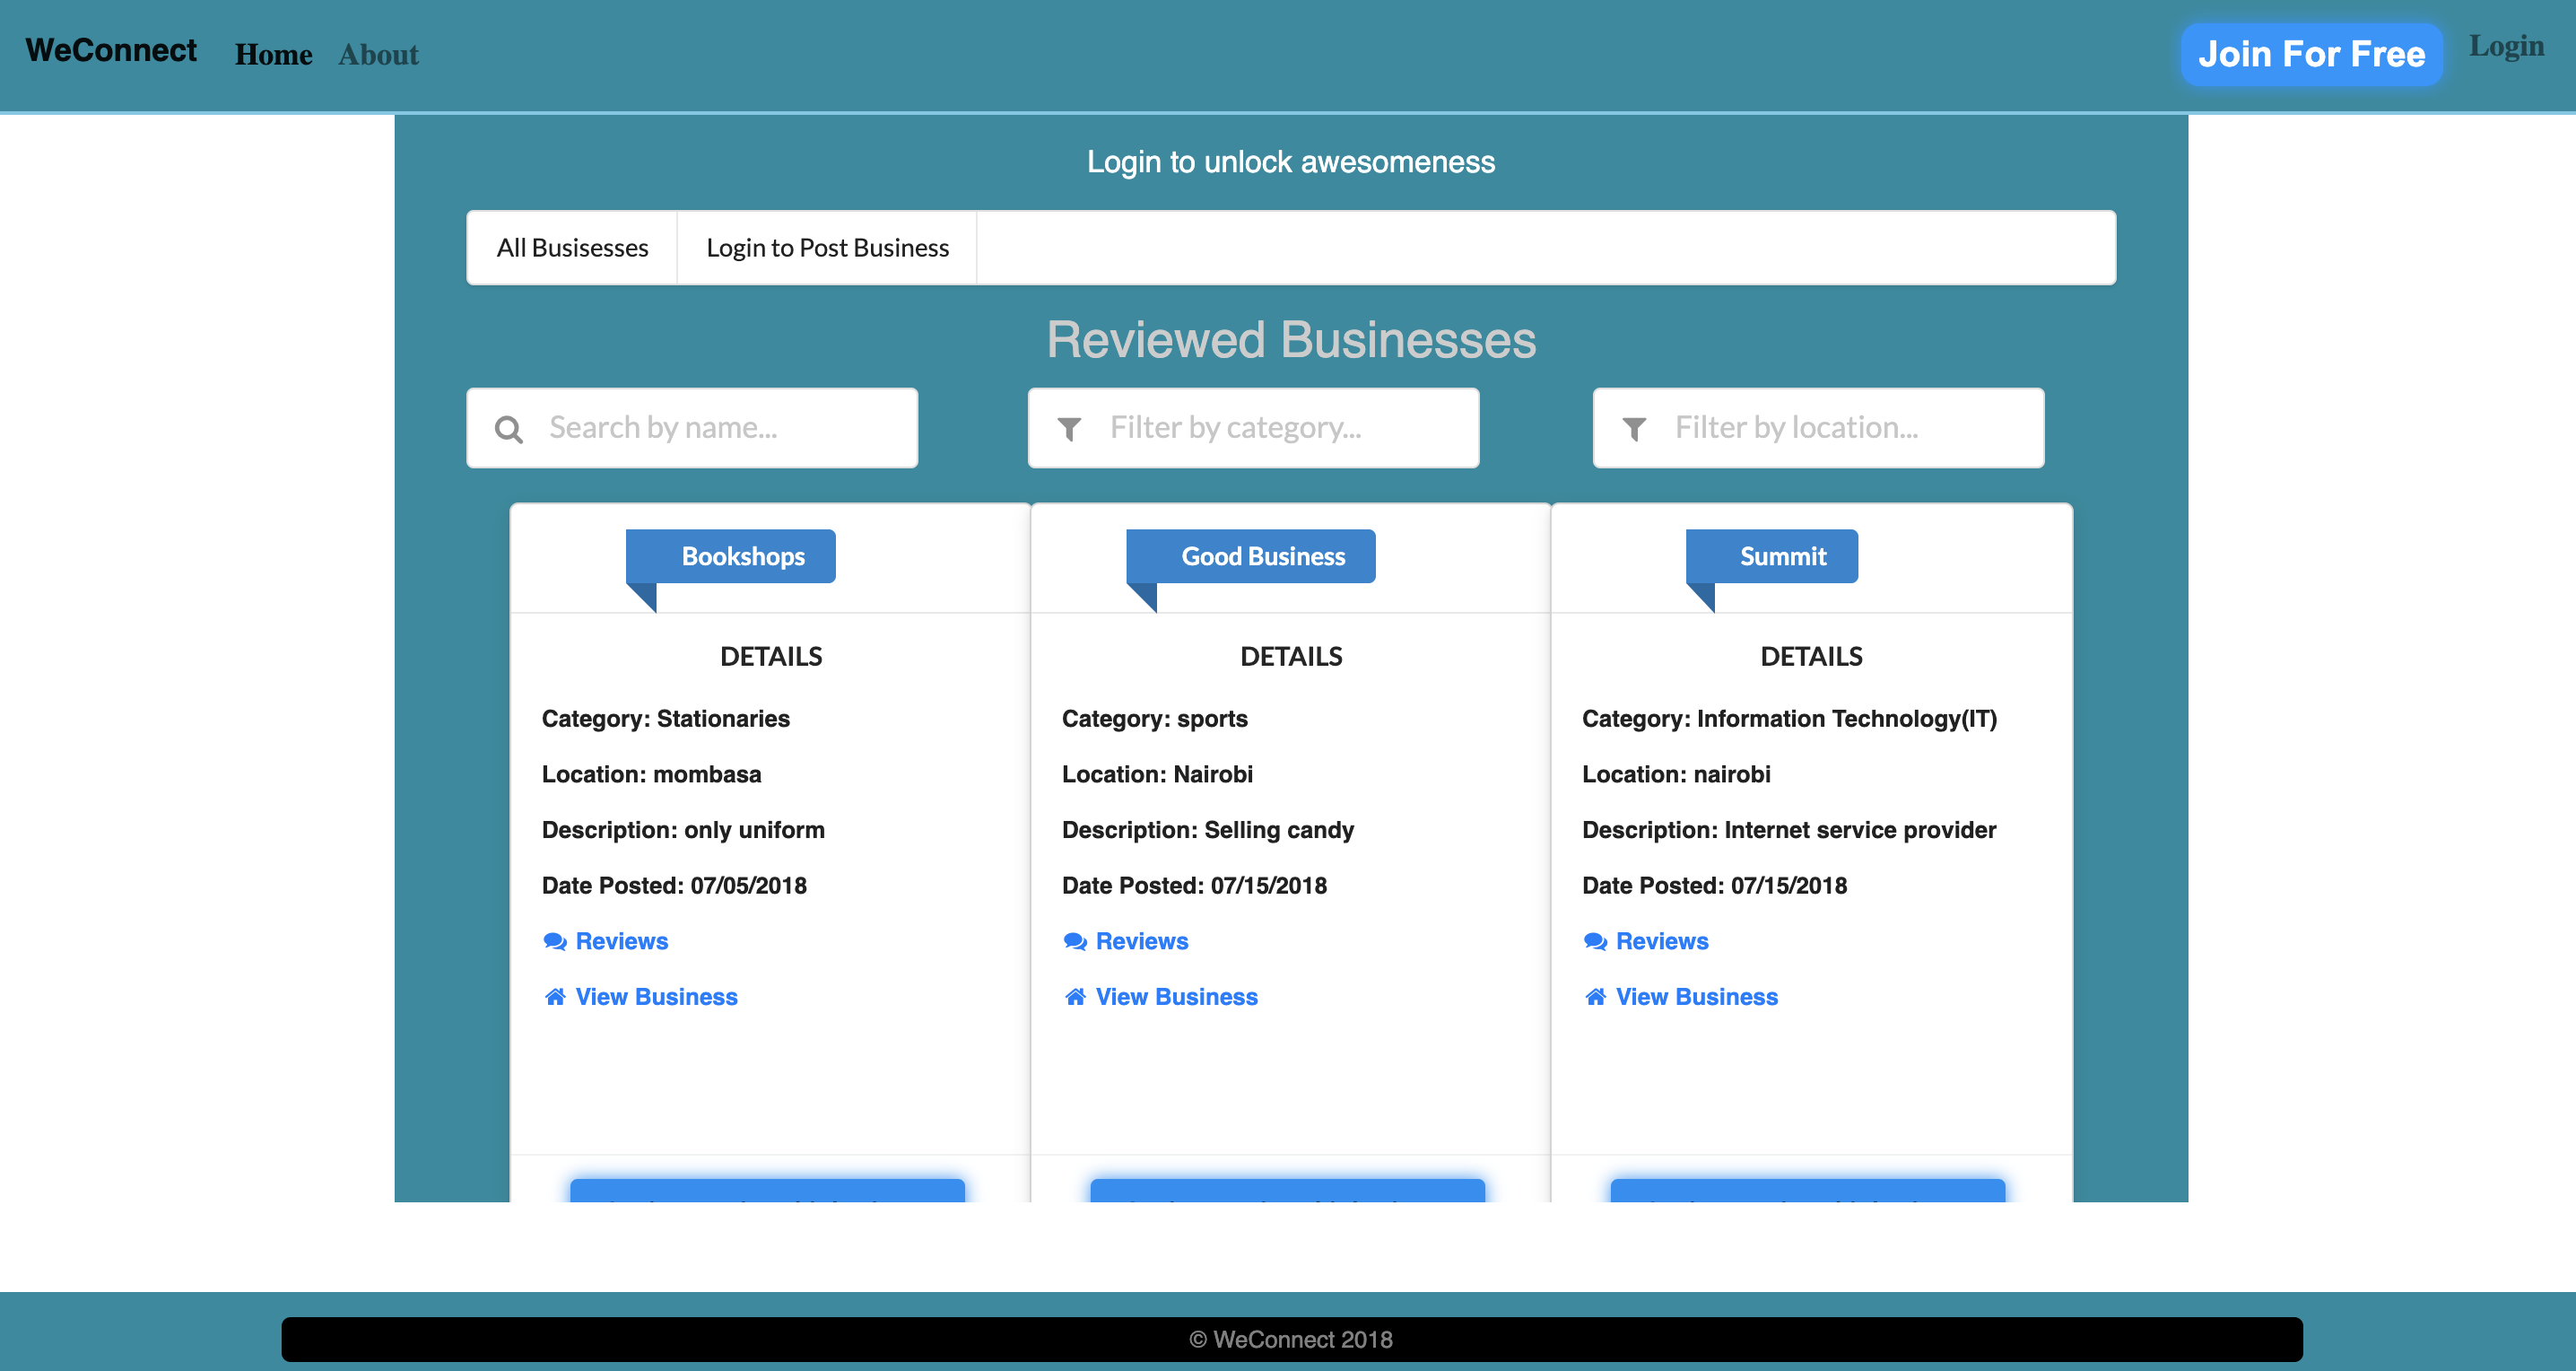 WeConnect Home About Join For Free Login
Login to unlock awesomeness
All Busisesses Login to Post Business
Reviewed Businesses
Search by name... Filter by category... Filter by location...
Bookshops
DETAILS
Category: Stationaries
Location: mombasa
Description: only uniform
Date Posted: 07/05/2018
Reviews
View Business
Good Business
DETAILS
Category: sports
Location: Nairobi
Description: Selling candy
Date Posted: 07/15/2018
Reviews
View Business
Summit
DETAILS
Category: Information Technology(IT)
Location: nairobi
Description: Internet service provider
Date Posted: 07/15/2018
Reviews
View Business
© WeConnect 2018